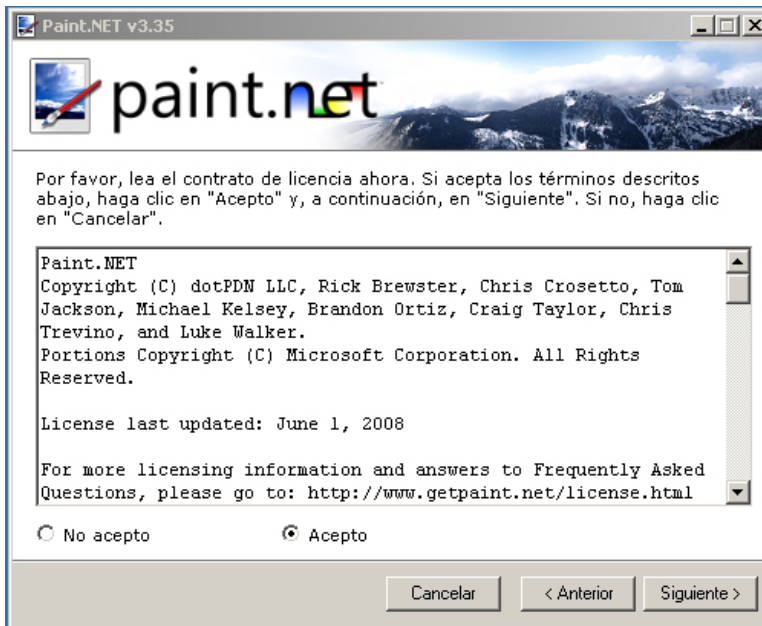 Paint.NET v3.35
paint.net
Por favor, lea el contrato de licencia ahora. Si acepta los términos descritos
abajo, haga clic en "Acepto" y, a continuación, en "Siguiente". Si no, haga clic
en "Cancelar".
Paint.NET
Copyright (C) dotPDN LLC, Rick Brewster, Chris Crosetto, Tom
Jackson, Michael Kelsey, Brandon Ortiz, Craig Taylor, Chris
Trevino, and Luke Walker.
Portions Copyright (C) Microsoft Corporation. All Rights
Reserved.
License last updated: June 1, 2008
For more licensing information and answers to Frequently Asked
Questions, please go to: http://www.getpaint.net/license.html
No acepto
Acepto
Cancelar
< Anterior
Siguiente >